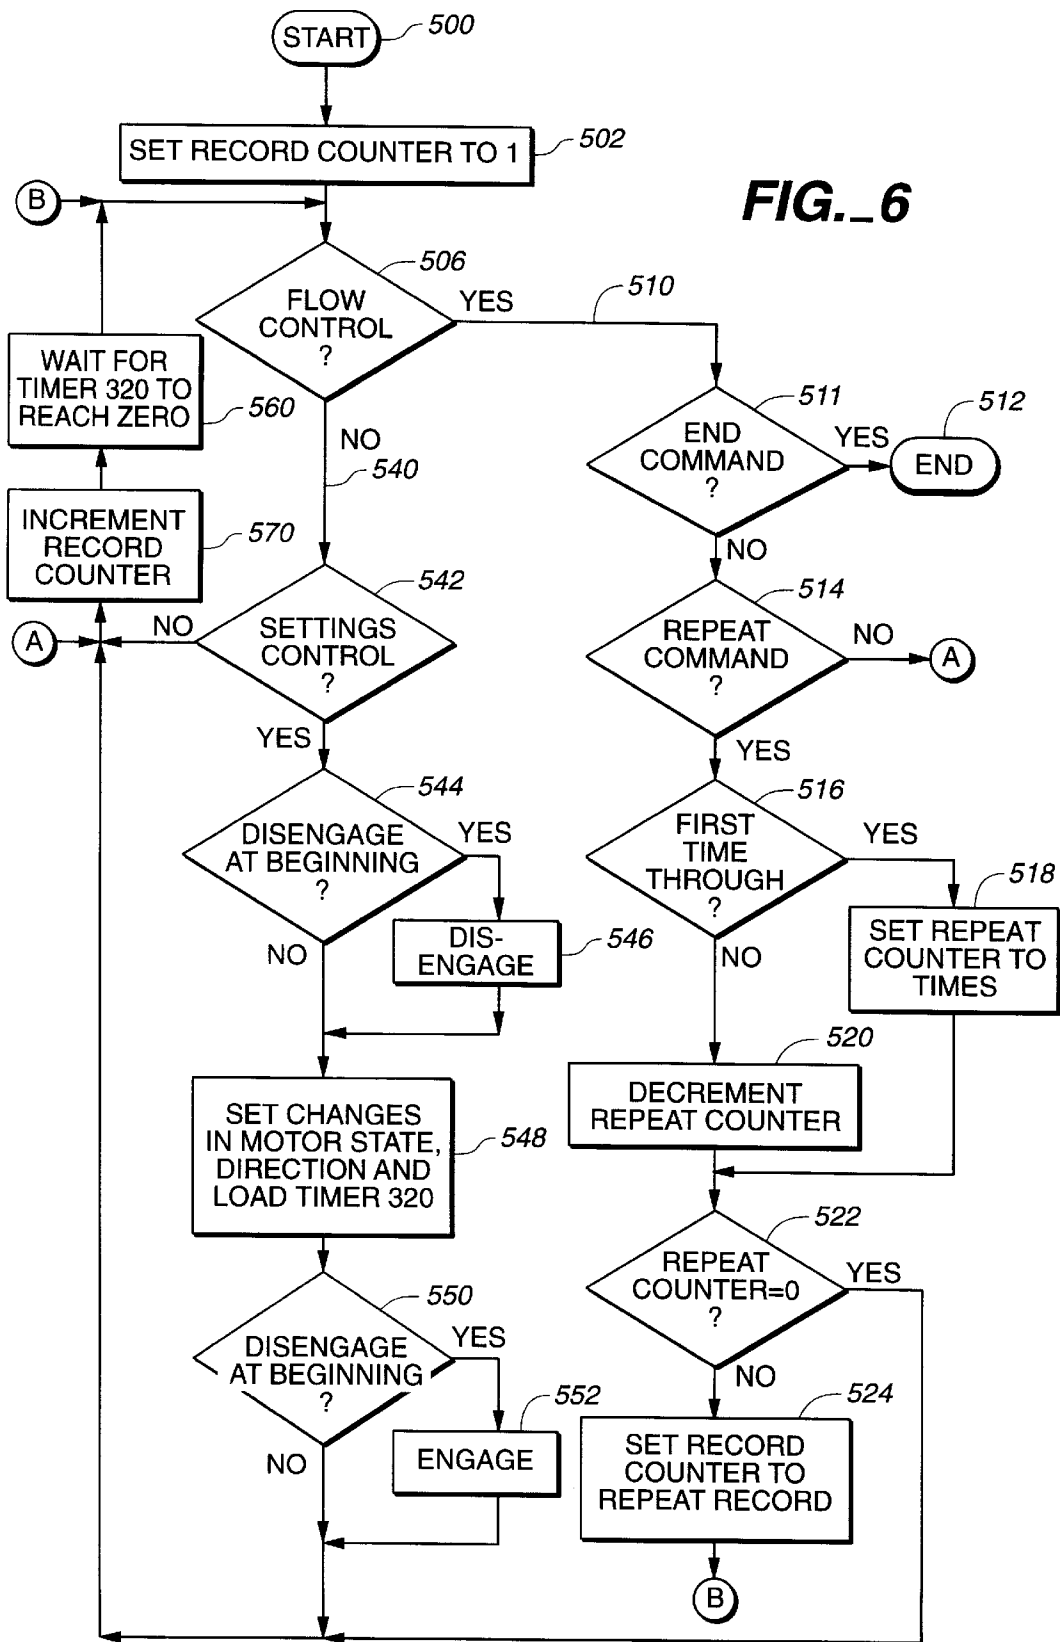 START
500
SET RECORD COUNTER TO 1
502
B
FIG._6
506
FLOW
CONTROL
?
YES
510
NO
540
WAIT FOR
TIMER 320 TO
REACH ZERO
560
INCREMENT
RECORD
COUNTER
570
A
NO
542
SETTINGS
CONTROL
?
YES
544
DISENGAGE
AT BEGINNING
?
YES
NO
DIS-
ENGAGE
546
SET CHANGES
IN MOTOR STATE,
DIRECTION AND
LOAD TIMER 320
548
550
DISENGAGE
AT BEGINNING
?
YES
NO
552
ENGAGE
511
END
COMMAND
?
YES
512
END
NO
514
REPEAT
COMMAND
?
NO
A
YES
516
FIRST
TIME
THROUGH
?
YES
518
SET REPEAT
COUNTER TO
TIMES
NO
520
DECREMENT
REPEAT COUNTER
522
REPEAT
COUNTER=0
?
YES
NO
524
SET RECORD
COUNTER TO
REPEAT RECORD
B